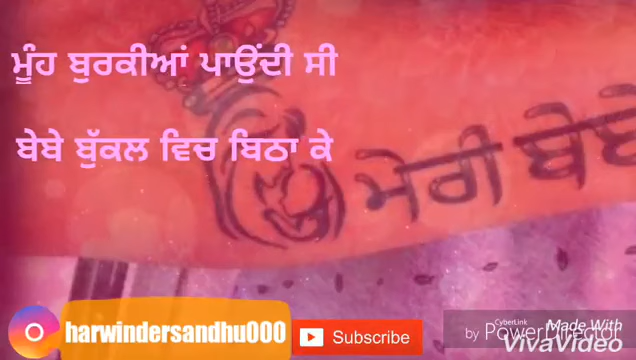 ਮੂੰਹ ਬੁਰਕੀਆਂ ਪਾਉਂਦੀ ਸੀ
ਬੇਬੇ ਬੁੱਕਲ ਵਿਚ ਬਿਠਾ ਕੇ
ਮੇਰੀ ਬੇਬੇ
harwindersandhu000
Subscribe
by CyberLink PowerDirector
Made With
VivaVideo